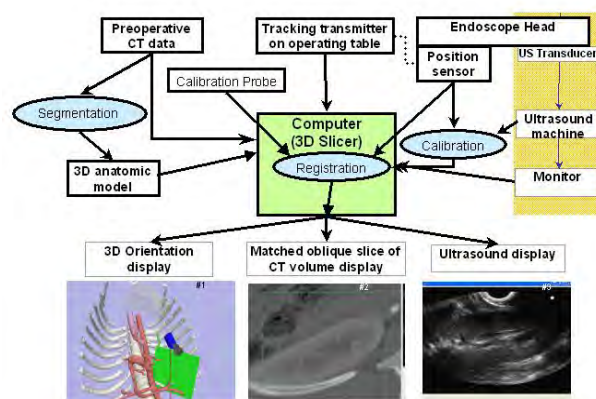 Preoperative
CT data
Tracking transmitter
on operating table
Endoscope Head
Position
sensor
US Transducer
Calibration Probe
Segmentation
Computer
(3D Slicer)
Ultrasound
machine
Calibration
3D anatomic
model
Registration
Monitor
3D Orientation
display
Matched oblique slice of
CT volume display
Ultrasound display
#1
#2
#3